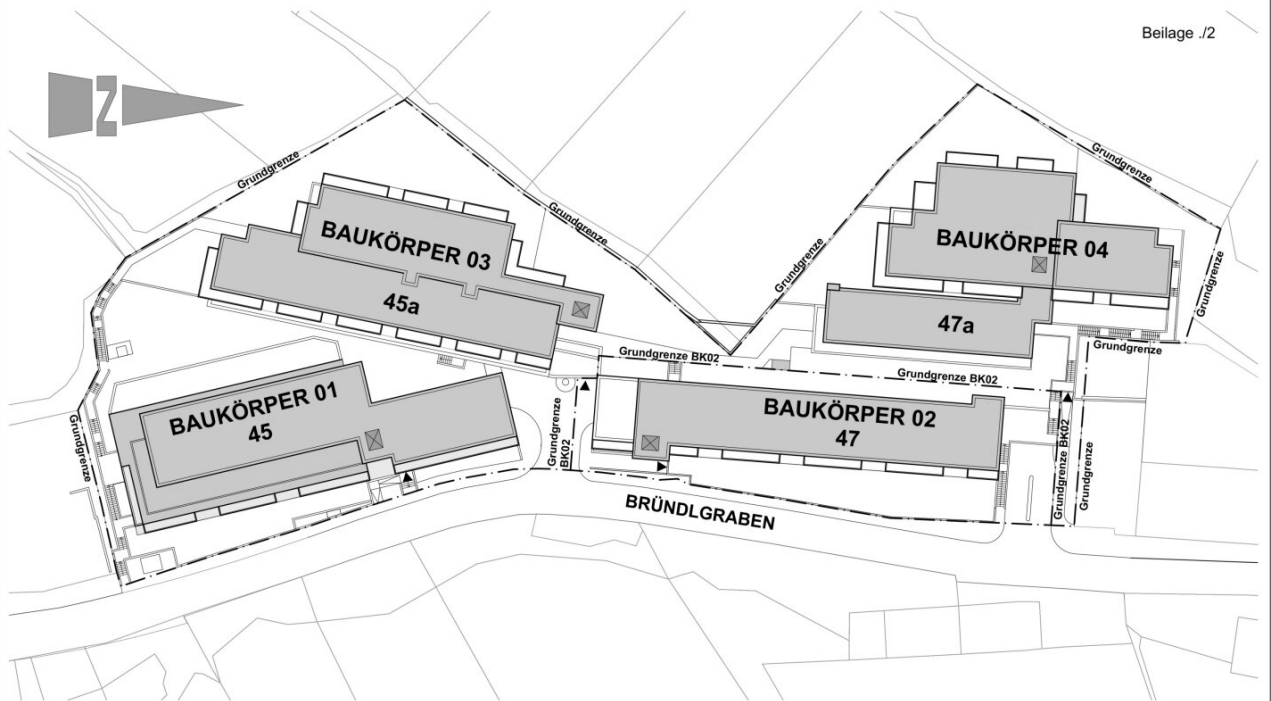 Beilage ./2
N
Grundgrenze
Grundgrenze
Grundgrenze
Grundgrenze
Grundgrenze
BAUKÖRPER 03
45a
BAUKÖRPER 04
47a
Grundgrenze
Grundgrenze BK02
Grundgrenze BK02
BAUKÖRPER 01
45
BAUKÖRPER 02
47
Grundgrenze
Grundgrenze
BK02
Grundgrenze BK02
Grundgrenze
BRÜNDLGRABEN